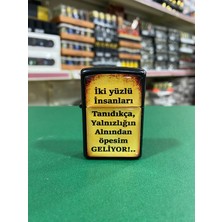 İki yüzlü
İnsanları
Tanıdıkça,
Yalnızlığın
Alnından
öpesim
GELİYOR!..